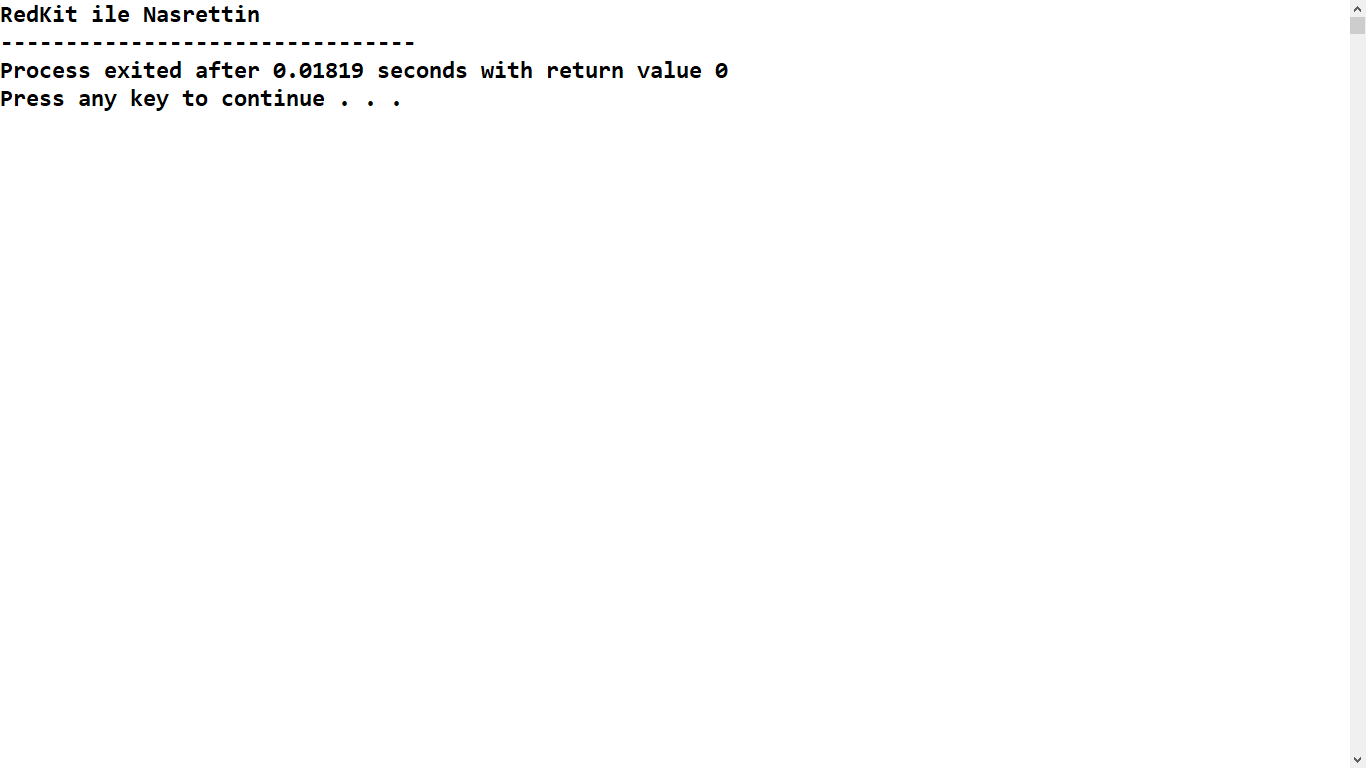 RedKit ile Nasrettin
--------------------------------
Process exited after 0.01819 seconds with return value 0
Press any key to continue . . .